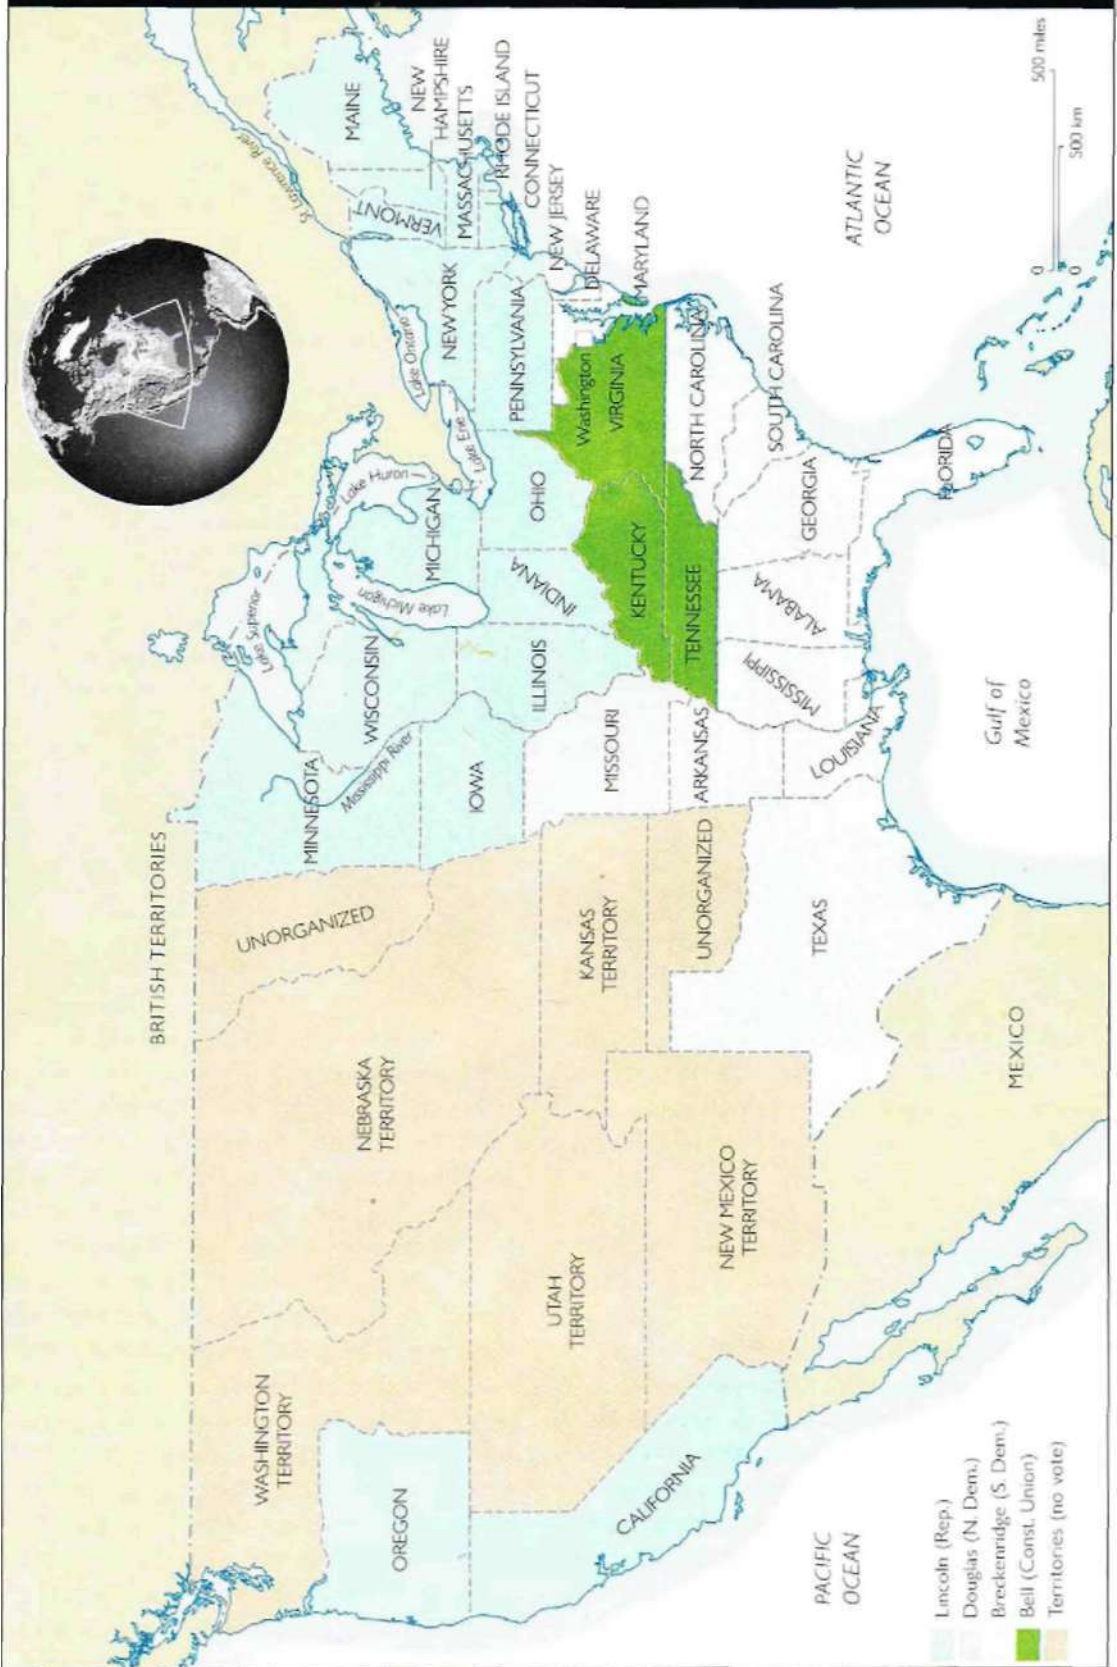 BRITISH TERRITORIES
WASHINGTON
TERRITORY
OREGON
CALIFORNIA
NEBRASKA
TERRITORY
UNORGANIZED
UTAH
TERRITORY
NEW MEXICO
TERRITORY
KANSAS
TERRITORY
UNORGANIZED
TEXAS
MINNESOTA
Mississippi River
WISCONSIN
IOWA
ILLINOIS
MISSOURI
ARKANSAS
LOUISIANA
Lake Superior
Lake Michigan
Lake Huron
Lake Erie
Lake Ontario
St Lawrence River
MICHIGAN
INDIANA
OHIO
KENTUCKY
TENNESSEE
MISSISSIPPI
ALABAMA
GEORGIA
FLORIDA
SOUTH CAROLINA
NORTH CAROLINA
VIRGINIA
Washington
PENNSYLVANIA
NEW YORK
VERMONT
MAINE
NEW
HAMPSHIRE
MASSACHUSETTS
RHODE ISLAND
CONNECTICUT
NEW JERSEY
DELAWARE
MARYLAND
MEXICO
Gulf of
Mexico
ATLANTIC
OCEAN
PACIFIC
OCEAN
Lincoln (Rep.)
Douglas (N. Dem.)
Breckenridge (S. Dem.)
Bell (Const. Union)
Territories (no vote)
0 500 miles
0 500 km